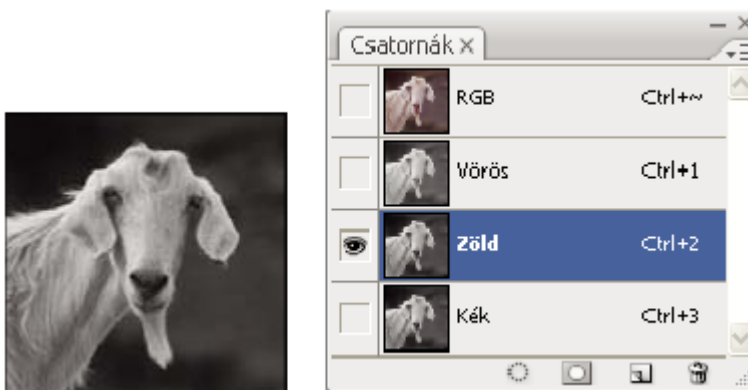 Csatornák
RGB Ctrl+~
Vörös Ctrl+1
Zöld Ctrl+2
Kék Ctrl+3